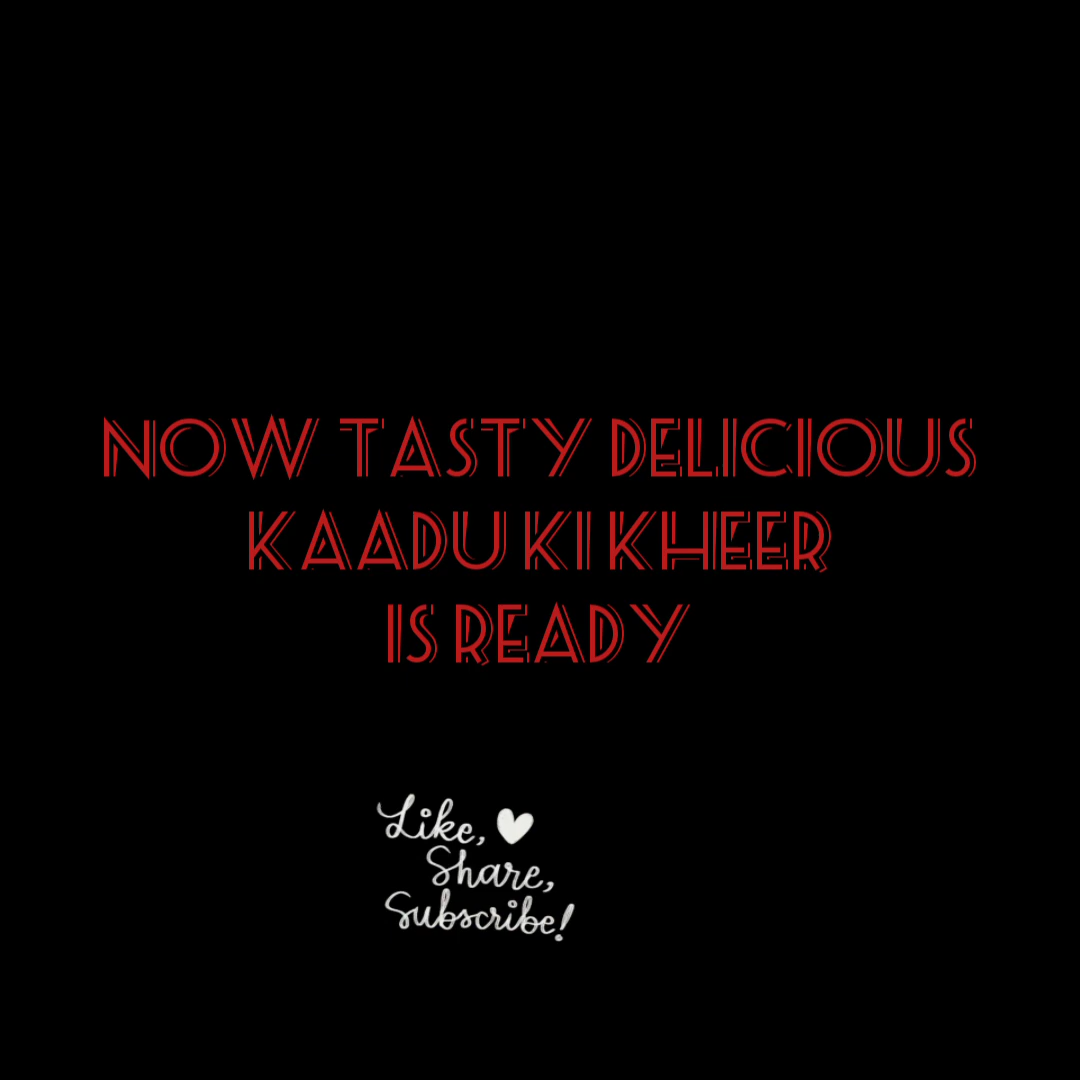 NOW TASTY DELICIOUS
KAADU KI KHEER
IS READY
Like,
Share,
Subscribe!